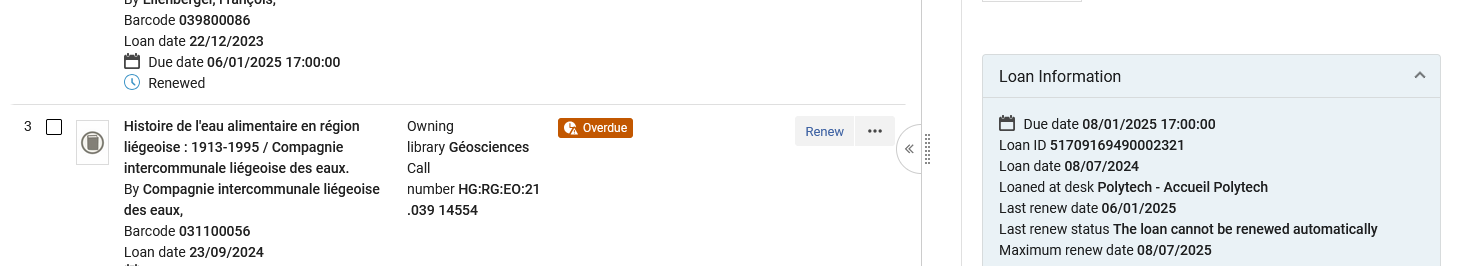 By Ellenberger, François,
Barcode 039800086
Loan date 22/12/2023
Due date 06/01/2025 17:00:00
Renewed
3
Histoire de l'eau alimentaire en région
liégeoise : 1913-1995 / Compagnie
intercommunale liégeoise des eaux.
By Compagnie intercommunale liégeoise
des eaux,
Barcode 031100056
Loan date 23/09/2024
Owning
library Géosciences
Call
number HG:RG:EO:21
.039 14554
Overdue
Renew
Loan Information
Due date 08/01/2025 17:00:00
Loan ID 51709169490002321
Loan date 08/07/2024
Loaned at desk Polytech - Accueil Polytech
Last renew date 06/01/2025
Last renew status The loan cannot be renewed automatically
Maximum renew date 08/07/2025